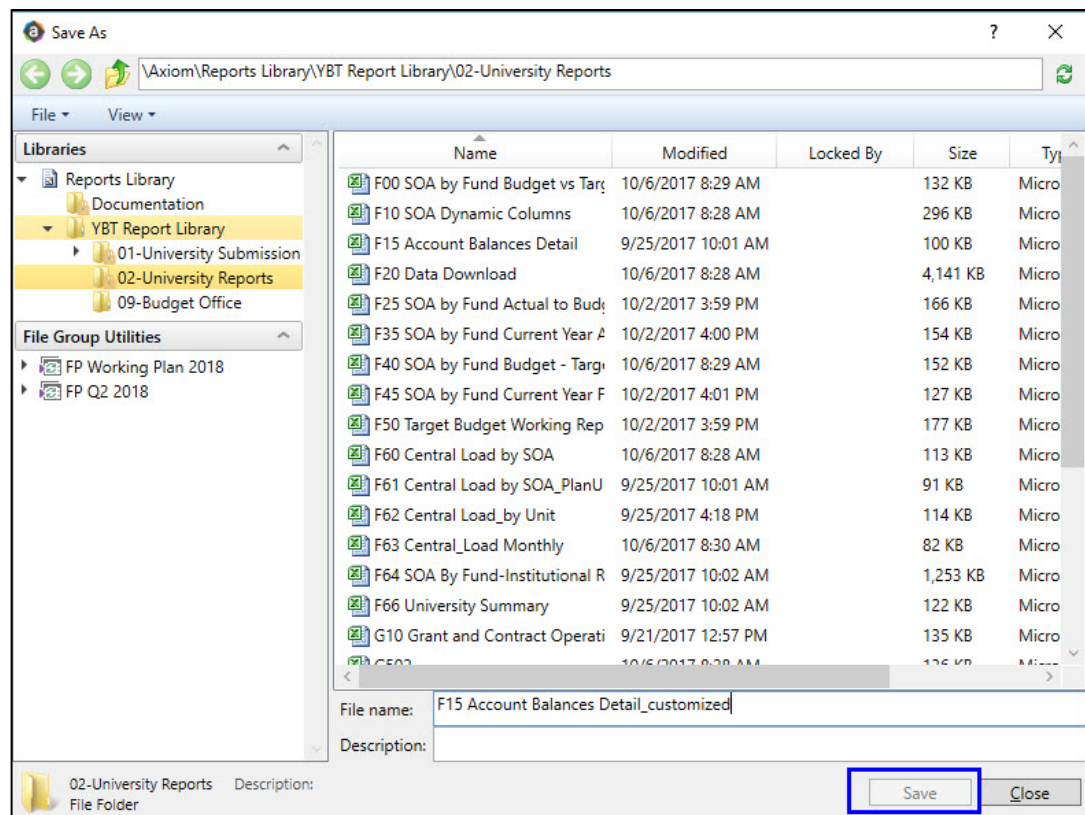 Save As
?
\Axiom\Reports Library\YBT Report Library\02-University Reports
File View
Libraries
Reports Library
Documentation
YBT Report Library
01-University Submission
02-University Reports
09-Budget Office
File Group Utilities
FP Working Plan 2018
FP Q2 2018
Name Modified Locked By Size Typ
F00 SOA by Fund Budget vs Targ 10/6/2017 8:29 AM 132 KB Micro
F10 SOA Dynamic Columns 10/6/2017 8:28 AM 296 KB Micro
F15 Account Balances Detail 9/25/2017 10:01 AM 100 KB Micro
F20 Data Download 10/6/2017 8:28 AM 4,141 KB Micro
F25 SOA by Fund Actual to Budg 10/2/2017 3:59 PM 166 KB Micro
F35 SOA by Fund Current Year A 10/2/2017 4:00 PM 154 KB Micro
F40 SOA by Fund Budget - Targ 10/6/2017 8:29 AM 152 KB Micro
F45 SOA by Fund Current Year F 10/2/2017 4:01 PM 127 KB Micro
F50 Target Budget Working Rep 10/2/2017 3:59 PM 177 KB Micro
F60 Central Load by SOA 10/6/2017 8:28 AM 113 KB Micro
F61 Central Load by SOA_PlanU 9/25/2017 10:01 AM 91 KB Micro
F62 Central Load_by Unit 9/25/2017 4:18 PM 114 KB Micro
F63 Central_Load Monthly 10/6/2017 8:30 AM 82 KB Micro
F64 SOA By Fund-Institutional R 9/25/2017 10:02 AM 1,253 KB Micro
F66 University Summary 9/25/2017 10:02 AM 122 KB Micro
G10 Grant and Contract Operati 9/21/2017 12:57 PM 135 KB Micro
File name: F15 Account Balances Detail_customized
Description:
02-University Reports Description:
File Folder
Save Close